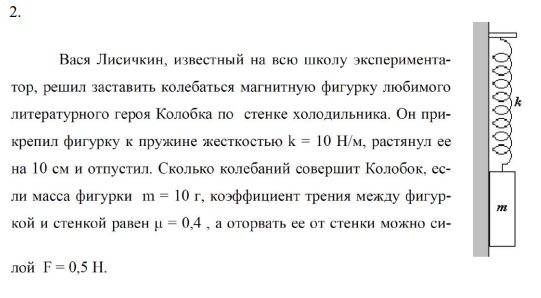 2.
Вася Лисичкин, известный на всю школу эксперимента-
тор, решил заставить колебаться магнитную фигурку любимого
литературного героя Колобка по стенке холодильника. Он при-
крепил фигурку к пружине жесткостью k = 10 Н/м, растянул ее
на 10 см и отпустил. Сколько колебаний совершит Колобок, ес-
ли масса фигурки m = 10 г, коэффициент трения между фигур-
кой и стенкой равен μ = 0,4 , а оторвать ее от стенки можно си-
лой F = 0,5 Н.
k
m